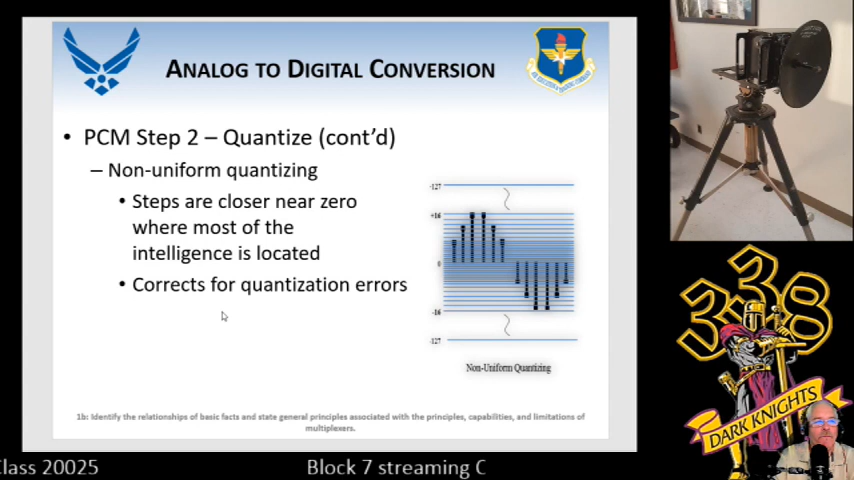 ANALOG TO DIGITAL CONVERSION
• PCM Step 2 – Quantize (cont’d)
– Non-uniform quantizing
• Steps are closer near zero
where most of the
intelligence is located
• Corrects for quantization errors
-127
+16
0
-16
-127
Non-Uniform Quantizing
1b: Identify the relationships of basic facts and state general principles associated with the principles, capabilities, and limitations of
multiplexers.
338
DARK KNIGHTS
Class 20025
Block 7 streaming C